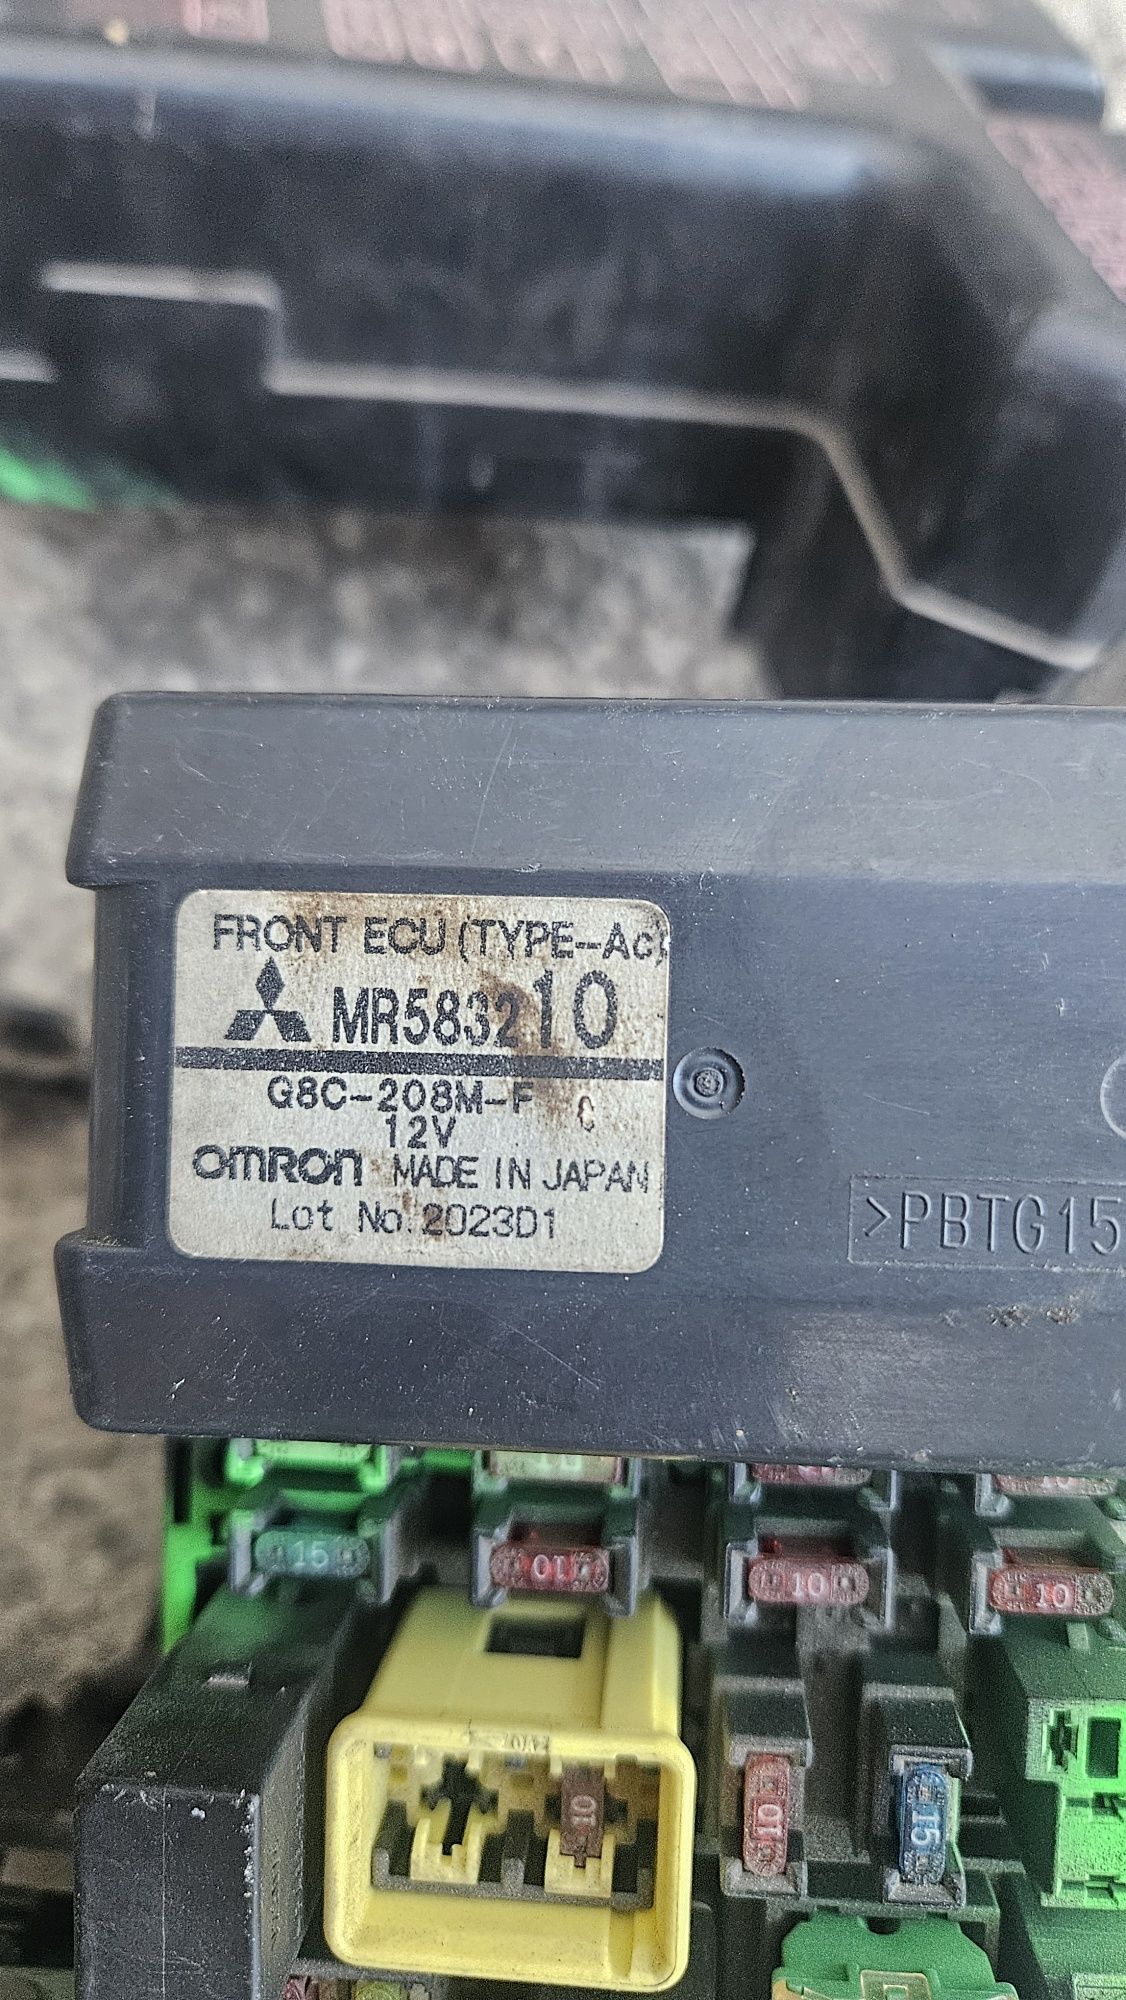 FRONT ECU (TYPE-Ac)
MR583210
G8C-208M-F C
12V
OMRON MADE IN JAPAN
Lot No. 2023D1
>PBTG15
15 10 10 10
10
10 15